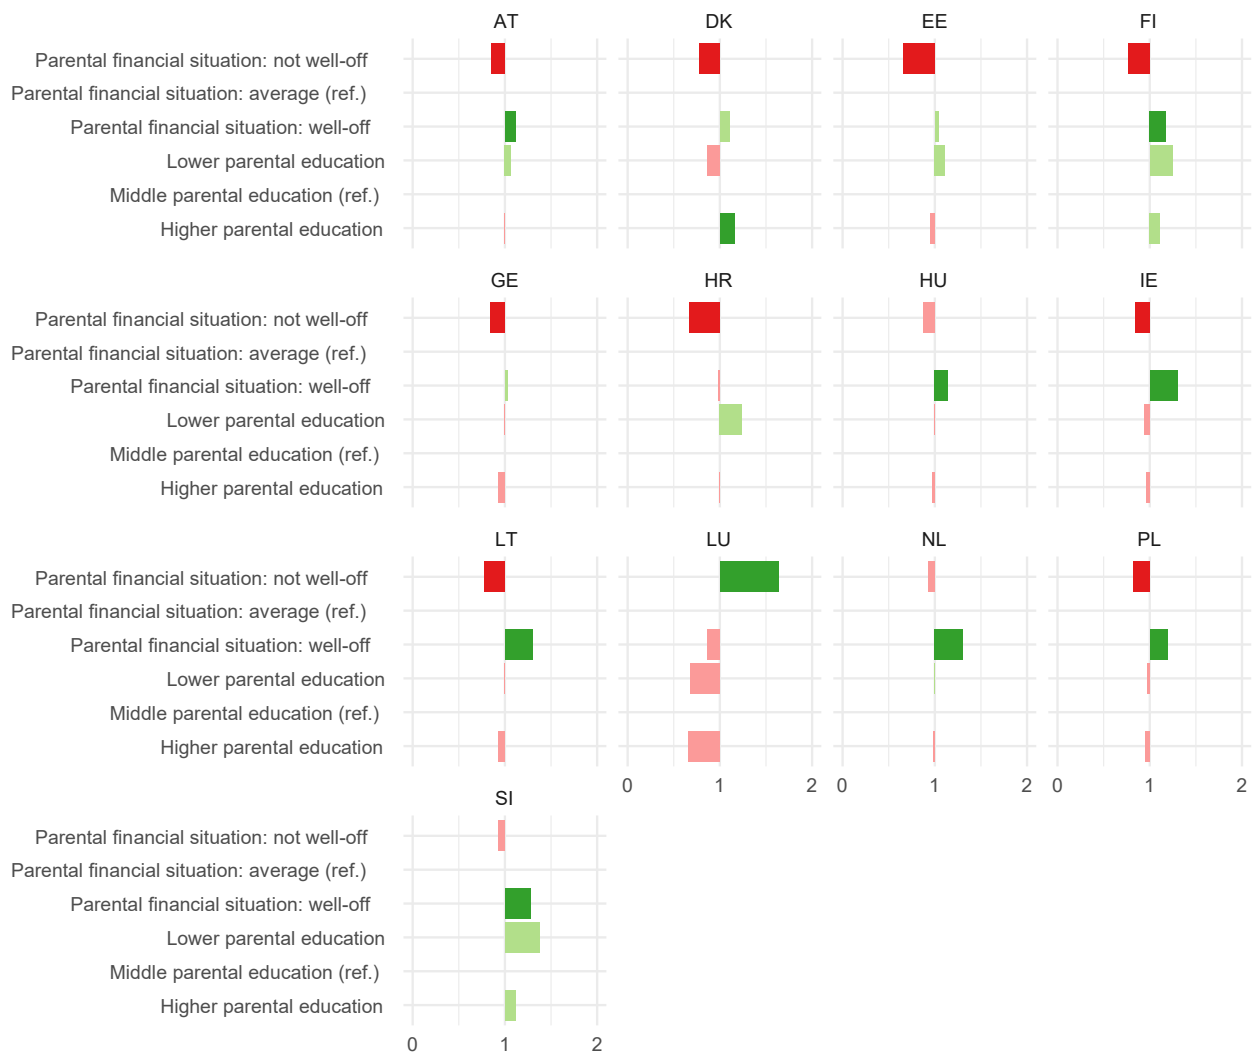 AT DK EE FI
Parental financial situation: not well-off
Parental financial situation: average (ref.)
Parental financial situation: well-off
Lower parental education
Middle parental education (ref.)
Higher parental education
GE HR HU IE
Parental financial situation: not well-off
Parental financial situation: average (ref.)
Parental financial situation: well-off
Lower parental education
Middle parental education (ref.)
Higher parental education
LT LU NL PL
Parental financial situation: not well-off
Parental financial situation: average (ref.)
Parental financial situation: well-off
Lower parental education
Middle parental education (ref.)
Higher parental education
0 1 2 0 1 2 0 1 2
SI
Parental financial situation: not well-off
Parental financial situation: average (ref.)
Parental financial situation: well-off
Lower parental education
Middle parental education (ref.)
Higher parental education
0 1 2